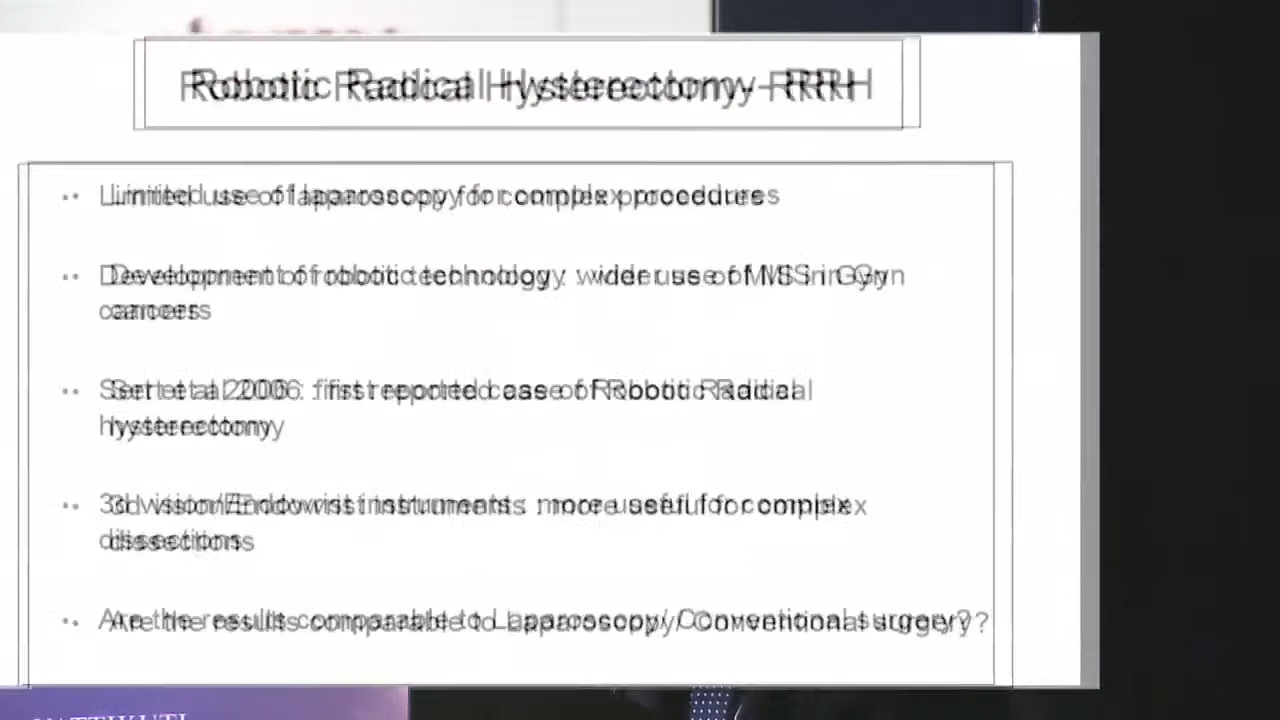 Robotic Radical Hysterectomy – RRH
• Limited use of laparoscopy for complex procedures
• Development of robotic technology : wider use of MIS in Gyn
cancers
• Sert et al 2006 : first reported case of Robotic Radical
hysterectomy
• 3d vision/Endowrist instruments : more useful for complex
dissections
• Are the results comparable to Laparoscopy/ Conventional surgery?
VATTIKUTI